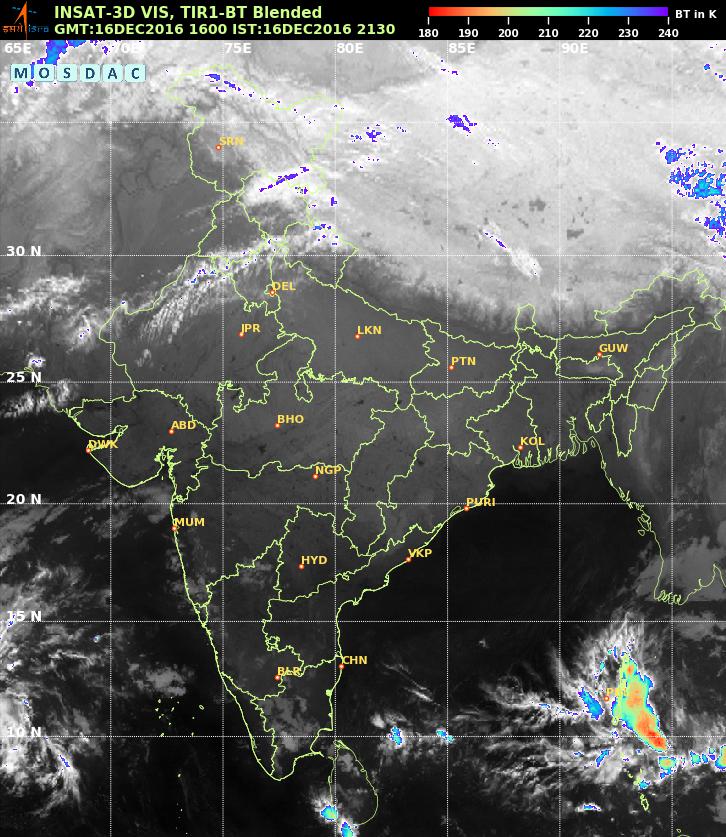 INSAT-3D VIS, TIR1-BT Blended
GMT:16DEC2016 1600 IST:16DEC2016 2130
BT in K
180 190 200 210 220 230 240
65E 70E 75E 80E 85E 90E
M O S D A C
SRN
30 N
DEL
JPR LKN
GUW
PTN
25 N
ABD BHO
DWK KOL
NGP
20 N PURI
MUM
HYD VKP
15 N
BLR CHN
10 N